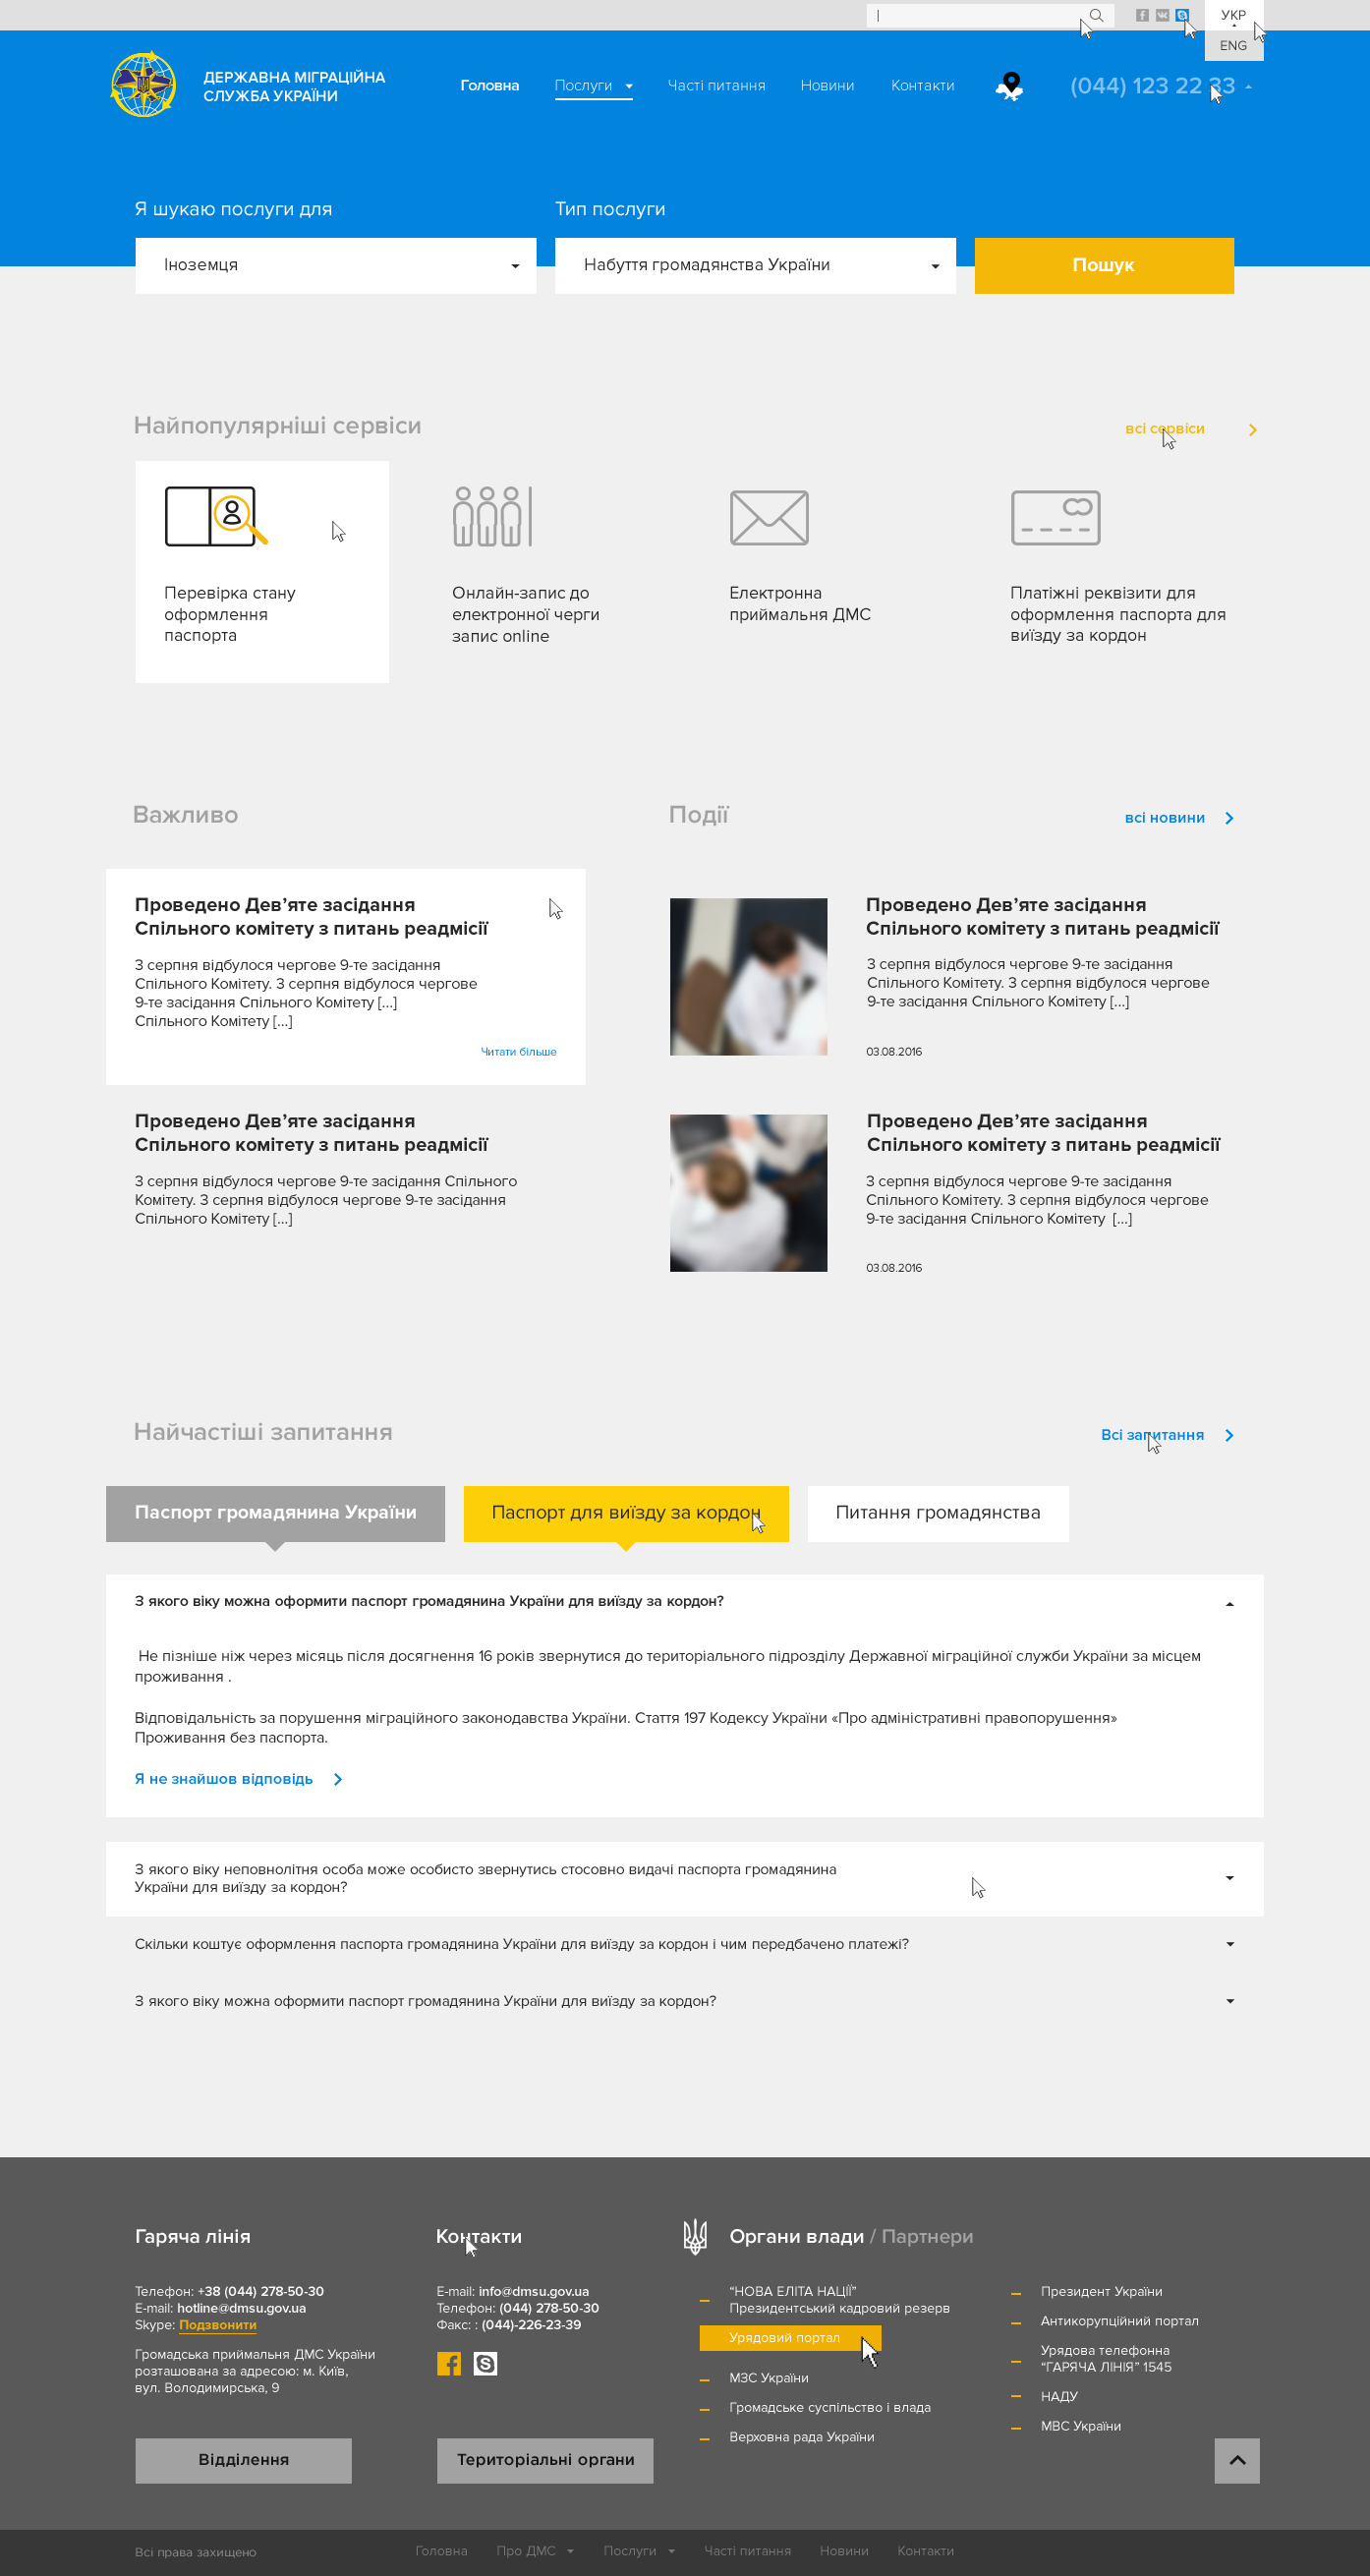 УКР
ENG
ДЕРЖАВНА МІГРАЦІЙНА
СЛУЖБА УКРАЇНИ
Головна
Послуги
Часті питання
Новини
Контакти
(044) 123 22 33
Я шукаю послуги для
Тип послуги
Іноземця
Набуття громадянства України
Пошук
Найпопулярніші сервіси
всі сервіси
Перевірка стану
оформлення
паспорта
Онлайн-запис до
електронної черги
запис online
Електронна
приймальня ДМС
Платіжні реквізити для
оформлення паспорта для
виїзду за кордон
Важливо
Проведено Дев’яте засідання
Спільного комітету з питань реадмісії
3 серпня відбулося чергове 9-те засідання
Спільного Комітету. 3 серпня відбулося чергове
9-те засідання Спільного Комітету [...]
Спільного Комітету [...]
Читати більше
Проведено Дев’яте засідання
Спільного комітету з питань реадмісії
3 серпня відбулося чергове 9-те засідання Спільного
Комітету. 3 серпня відбулося чергове 9-те засідання
Спільного Комітету [...]
Події
всі новини
Проведено Дев’яте засідання
Спільного комітету з питань реадмісії
3 серпня відбулося чергове 9-те засідання
Спільного Комітету. 3 серпня відбулося чергове
9-те засідання Спільного Комітету [...]
03.08.2016
Проведено Дев’яте засідання
Спільного комітету з питань реадмісії
3 серпня відбулося чергове 9-те засідання
Спільного Комітету. 3 серпня відбулося чергове
9-те засідання Спільного Комітету [...]
03.08.2016
Найчастіші запитання
Всі запитання
Паспорт громадянина України
Паспорт для виїзду за кордон
Питання громадянства
З якого віку можна оформити паспорт громадянина України для виїзду за кордон?
Не пізніше ніж через місяць після досягнення 16 років звернутися до територіального підрозділу Державної міграційної служби України за місцем
проживання .
Відповідальність за порушення міграційного законодавства України. Стаття 197 Кодексу України «Про адміністративні правопорушення»
Проживання без паспорта.
Я не знайшов відповідь
З якого віку неповнолітня особа може особисто звернутись стосовно видачі паспорта громадянина
України для виїзду за кордон?
Скільки коштує оформлення паспорта громадянина України для виїзду за кордон і чим передбачено платежі?
З якого віку можна оформити паспорт громадянина України для виїзду за кордон?
Гаряча лінія
Телефон: +38 (044) 278-50-30
E-mail: hotline@dmsu.gov.ua
Skype: Подзвонити
Громадська приймальня ДМС України
розташована за адресою: м. Київ,
вул. Володимирська, 9
Відділення
Контакти
E-mail: info@dmsu.gov.ua
Телефон: (044) 278-50-30
Факс: : (044)-226-23-39
Територіальні органи
Органи влади / Партнери
“НОВА ЕЛІТА НАЦІЇ”
Президентський кадровий резерв
Урядовий портал
МЗС України
Громадське суспільство і влада
Верховна рада України
Президент України
Антикорупційний портал
Урядова телефонна
“ГАРЯЧА ЛІНІЯ” 1545
НАДУ
МВС України
Всі права захищено
Головна
Про ДМС
Послуги
Часті питання
Новини
Контакти